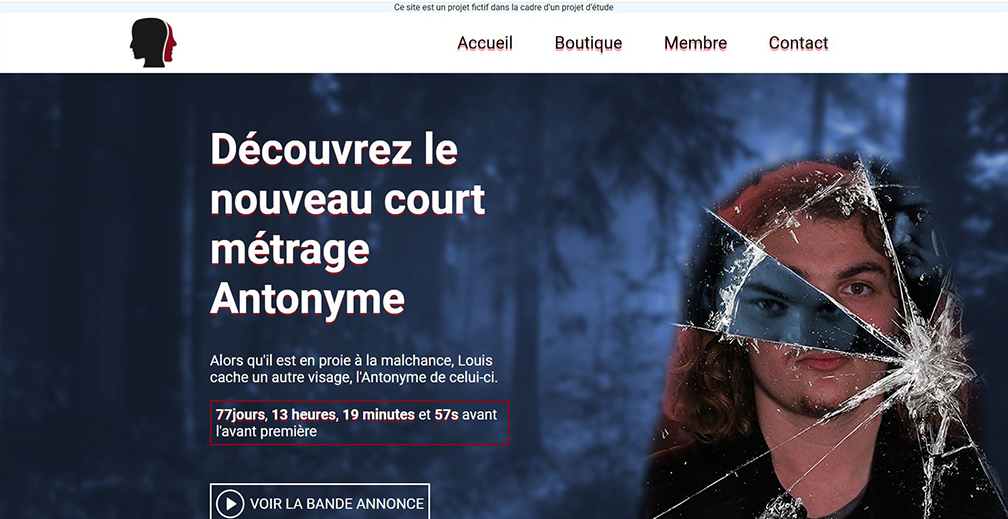 Ce site est un projet fictif dans la cadre d'un projet d'étude
Accueil Boutique Membre Contact
Découvrez le
nouveau court
métrage
Antonyme
Alors qu'il est en proie à la malchance, Louis
cache un autre visage, l'Antonyme de celui-ci.
77jours, 13 heures, 19 minutes et 57s avant
l'avant première
VOIR LA BANDE ANNONCE